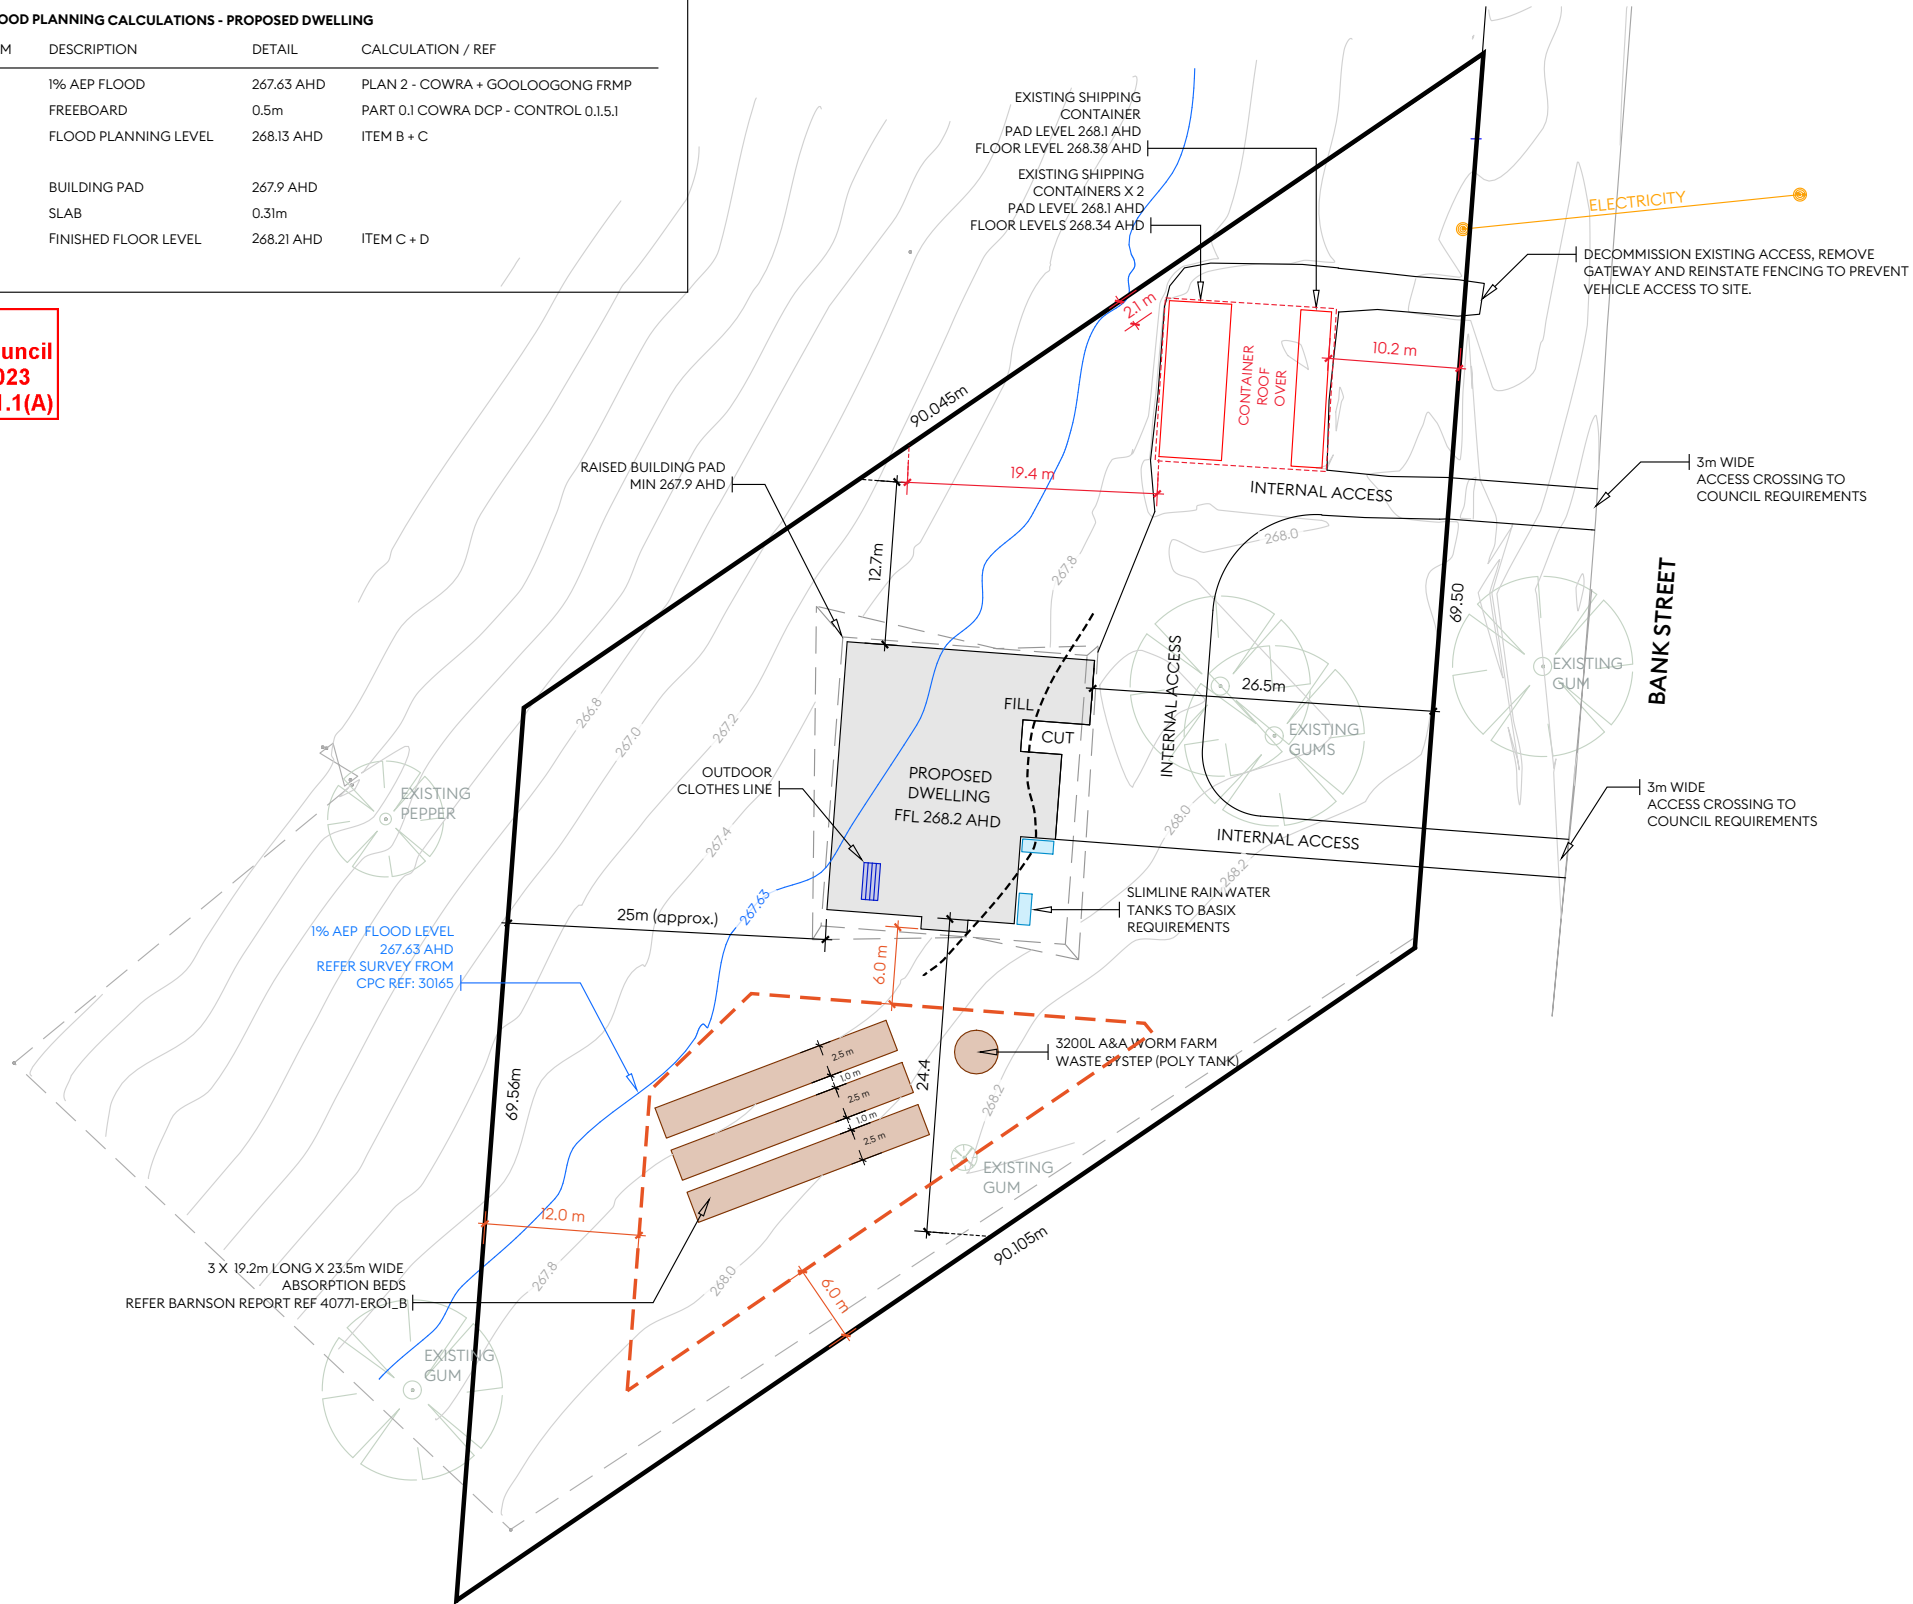 OOD PLANNING CALCULATIONS - PROPOSED DWELLING
M DESCRIPTION DETAIL CALCULATION / REF
1% AEP FLOOD 267.63 AHD PLAN 2 - COWRA + GOOLOOGONG FRMP
FREEBOARD 0.5m PART 0.1 COWRA DCP - CONTROL 0.1.5.1
FLOOD PLANNING LEVEL 268.13 AHD ITEM B + C
BUILDING PAD 267.9 AHD
SLAB 0.31m
FINISHED FLOOR LEVEL 268.21 AHD ITEM C + D
uncil
023
1.1(A)
EXISTING SHIPPING
CONTAINER
PAD LEVEL 268.1 AHD
FLOOR LEVEL 268.38 AHD
EXISTING SHIPPING
CONTAINERS X 2
PAD LEVEL 268.1 AHD
FLOOR LEVELS 268.34 AHD
ELECTRICITY
DECOMMISSION EXISTING ACCESS, REMOVE
GATEWAY AND REINSTATE FENCING TO PREVENT
VEHICLE ACCESS TO SITE.
2.1 m
10.2 m
CONTAINER
ROOF
OVER
90.045m
RAISED BUILDING PAD
MIN 267.9 AHD
19.4 m
INTERNAL ACCESS
3m WIDE
ACCESS CROSSING TO
COUNCIL REQUIREMENTS
268.0
267.8
12.7m
69.50
BANK STREET
EXISTING
GUM
INTERNAL ACCESS
26.5m
FILL
CUT
EXISTING
GUMS
266.8
267.0
267.2
267.4
OUTDOOR
CLOTHES LINE
PROPOSED
DWELLING
FFL 268.2 AHD
EXISTING
PEPPER
3m WIDE
ACCESS CROSSING TO
COUNCIL REQUIREMENTS
268.0
INTERNAL ACCESS
268.2
SLIMLINE RAINWATER
TANKS TO BASIX
REQUIREMENTS
267.63
25m (approx.)
1% AEP FLOOD LEVEL
267.63 AHD
REFER SURVEY FROM
CPC REF: 30165
6.0 m
2.5 m
1.0 m
2.5 m
1.0 m
2.5 m
24.4
3200L A&A WORM FARM
WASTE SYSTEP (POLY TANK)
69.56m
268.2
EXISTING
GUM
12.0 m
90.105m
267.8
268.0
6.0 m
3 X 19.2m LONG X 23.5m WIDE
ABSORPTION BEDS
REFER BARNSON REPORT REF 40771-ER01_B
EXISTING
GUM